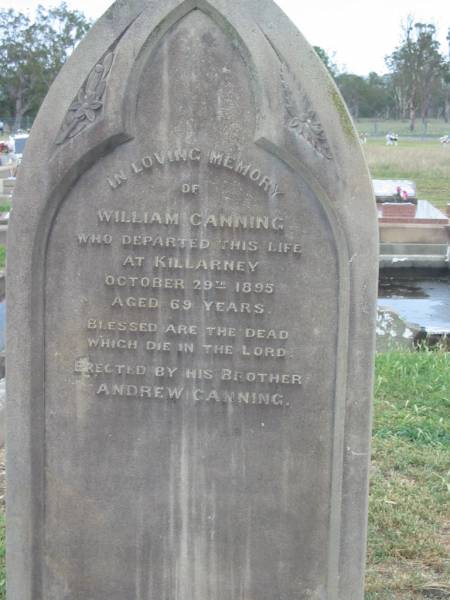 IN LOVING MEMORY
OF
WILLIAM CANNING
WHO DEPARTED THIS LIFE
AT KILLARNEY
OCTOBER 29TH 1895
AGED 69 YEARS.
BLESSED ARE THE DEAD
WHICH DIE IN THE LORD.
ERECTED BY HIS BROTHER
ANDREW CANNING.